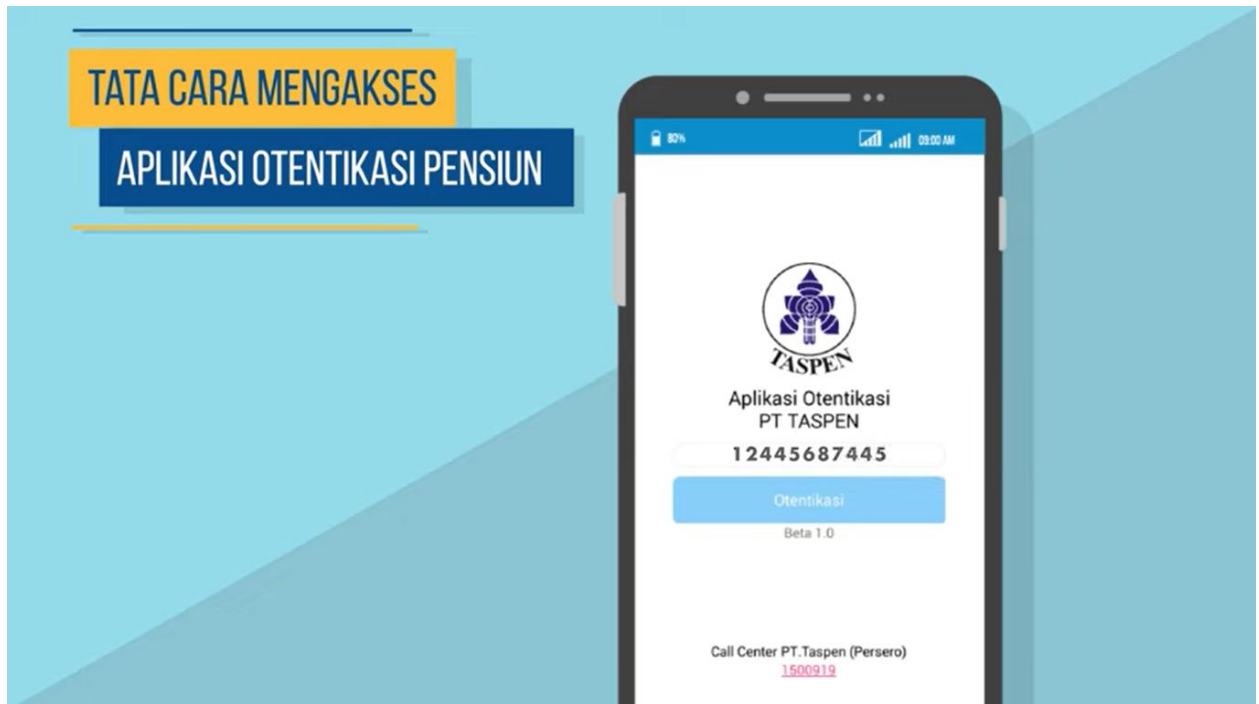 TATA CARA MENGAKSES
APLIKASI OTENTIKASI PENSIUN
80%
09:00 AM
TASPEN
Aplikasi Otentikasi
PT TASPEN
12445687445
Otentikasi
Beta 1.0
Call Center PT.Taspen (Persero)
1500919